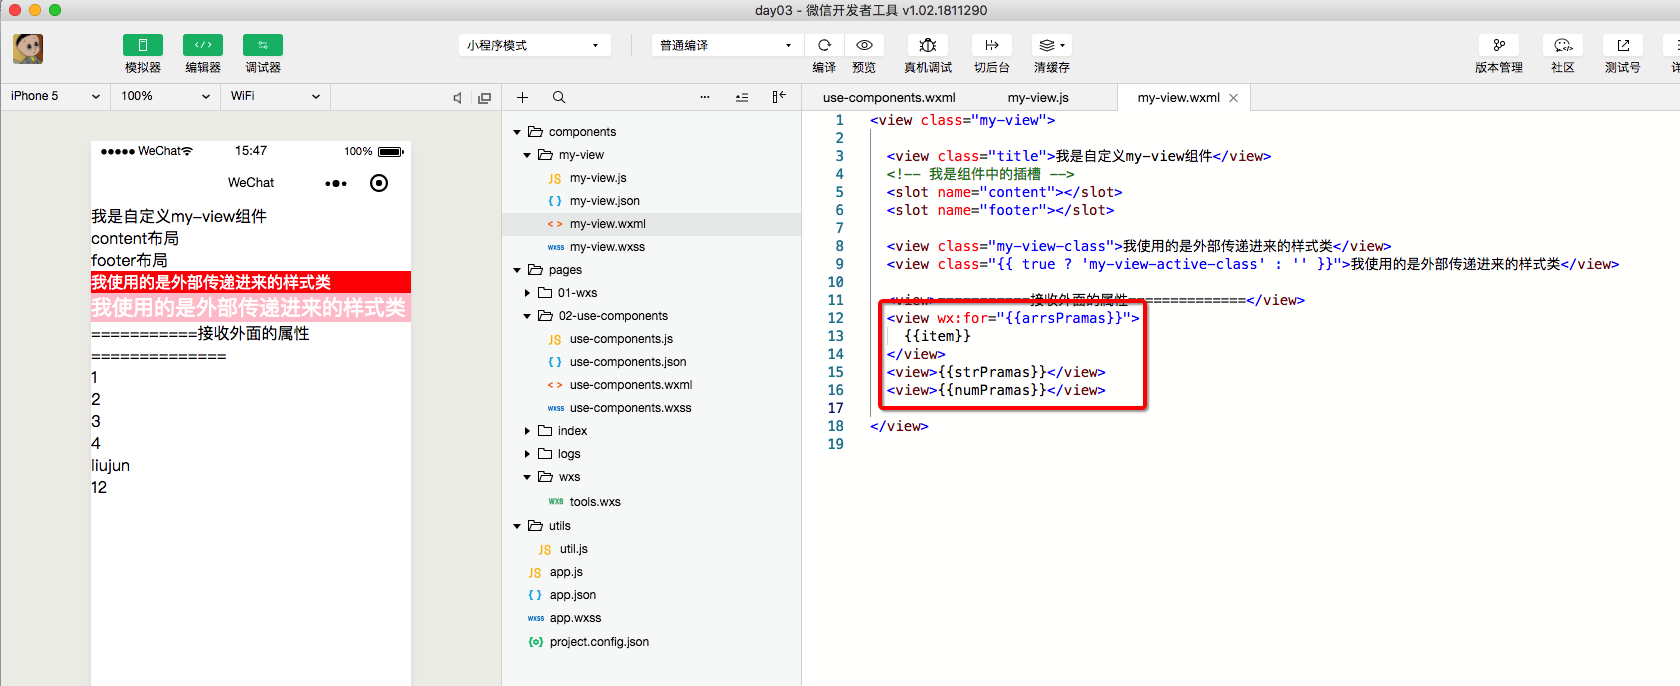 day03 - 微信开发者工具 v1.02.1811290
模拟器
编辑器
调试器
小程序模式
普通编译
编译
预览
真机调试
切后台
清缓存
版本管理
社区
测试号
iPhone 5
100%
WiFi
WeChat
15:47
100%
WeChat
我是自定义my-view组件
content布局
footer布局
我使用的是外部传递进来的样式类
我使用的是外部传递进来的样式类
===========接收外面的属性
==============
1
2
3
4
liujun
12
components
my-view
JS my-view.js
{ } my-view.json
< > my-view.wxml
wxss my-view.wxss
pages
01-wxs
02-use-components
JS use-components.js
{ } use-components.json
< > use-components.wxml
wxss use-components.wxss
index
logs
wxs
WXS tools.wxs
utils
JS util.js
JS app.js
{ } app.json
wxss app.wxss
project.config.json
use-components.wxml
my-view.js
my-view.wxml
1 <view class="my-view">
2
3 <view class="title">我是自定义my-view组件</view>
4 <!-- 我是组件中的插槽 -->
5 <slot name="content"></slot>
6 <slot name="footer"></slot>
7
8 <view class="my-view-class">我使用的是外部传递进来的样式类</view>
9 <view class="{{ true ? 'my-view-active-class' : '' }}">我使用的是外部传递进来的样式类</view>
10
11 <view>===========接收外面的属性==============</view>
12 <view wx:for="{{arrsPramas}}">
13 {{item}}
14 </view>
15 <view>{{strPramas}}</view>
16 <view>{{numPramas}}</view>
17
18 </view>
19